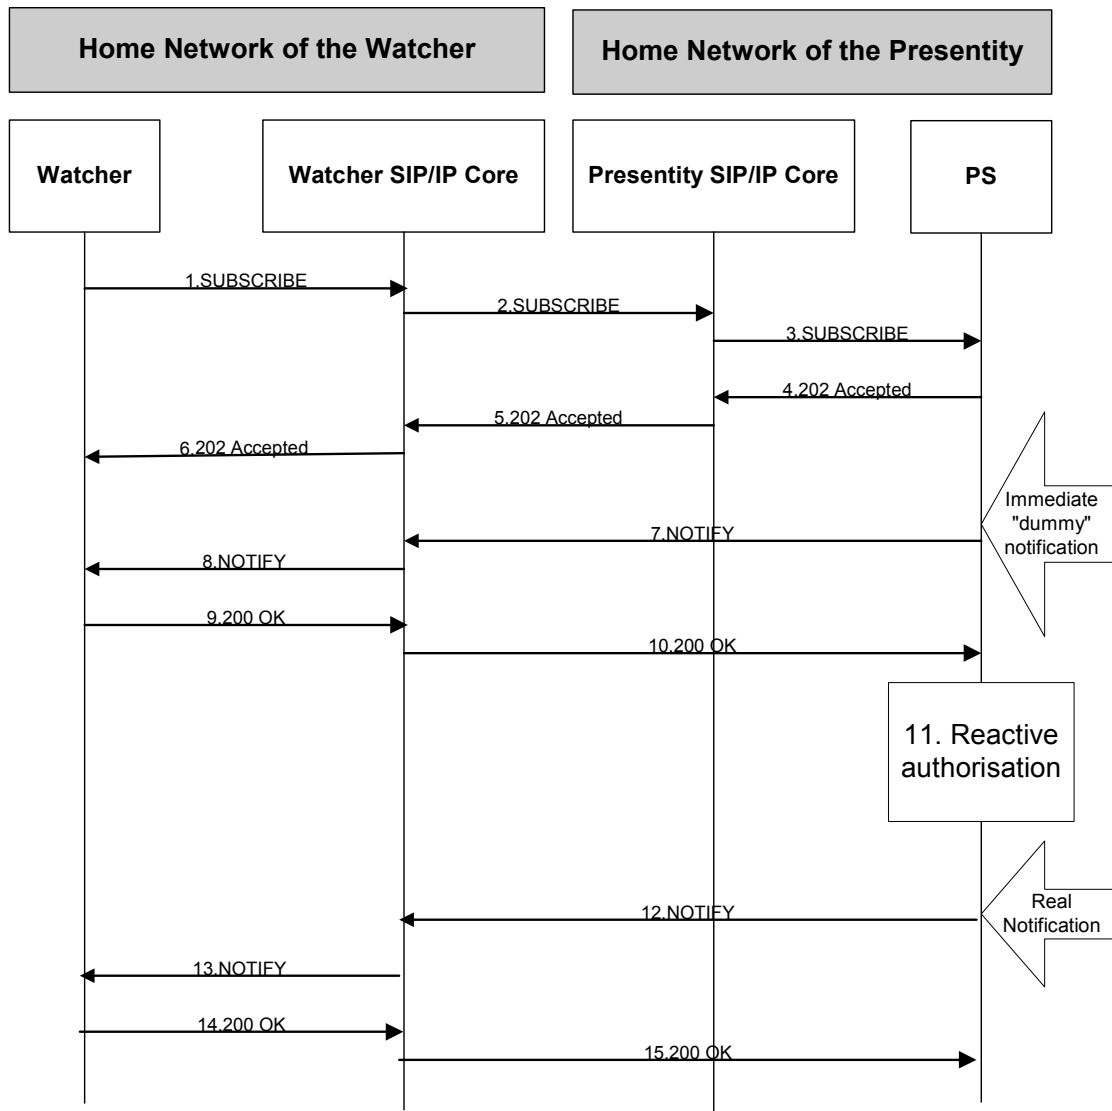 Home Network of the Watcher
Home Network of the Presentity
Watcher
Watcher SIP/IP Core
Presentity SIP/IP Core
PS
1.SUBSCRIBE
2.SUBSCRIBE
3.SUBSCRIBE
4.202 Accepted
5.202 Accepted
6.202 Accepted
Immediate
"dummy"
notification
7.NOTIFY
8.NOTIFY
9.200 OK
10.200 OK
11. Reactive
authorisation
Real
Notification
12.NOTIFY
13.NOTIFY
14.200 OK
15.200 OK